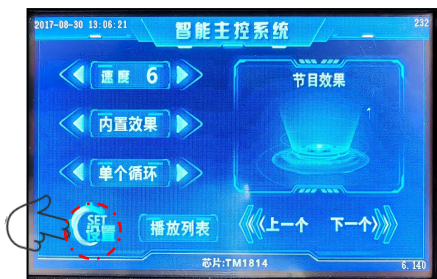 2017-08-30 13:06:21
智能主控系统
232
速度 6
节目效果
内置效果
单个循环
SET
设置
播放列表
上一个 下一个
芯片:TM1814
6.140